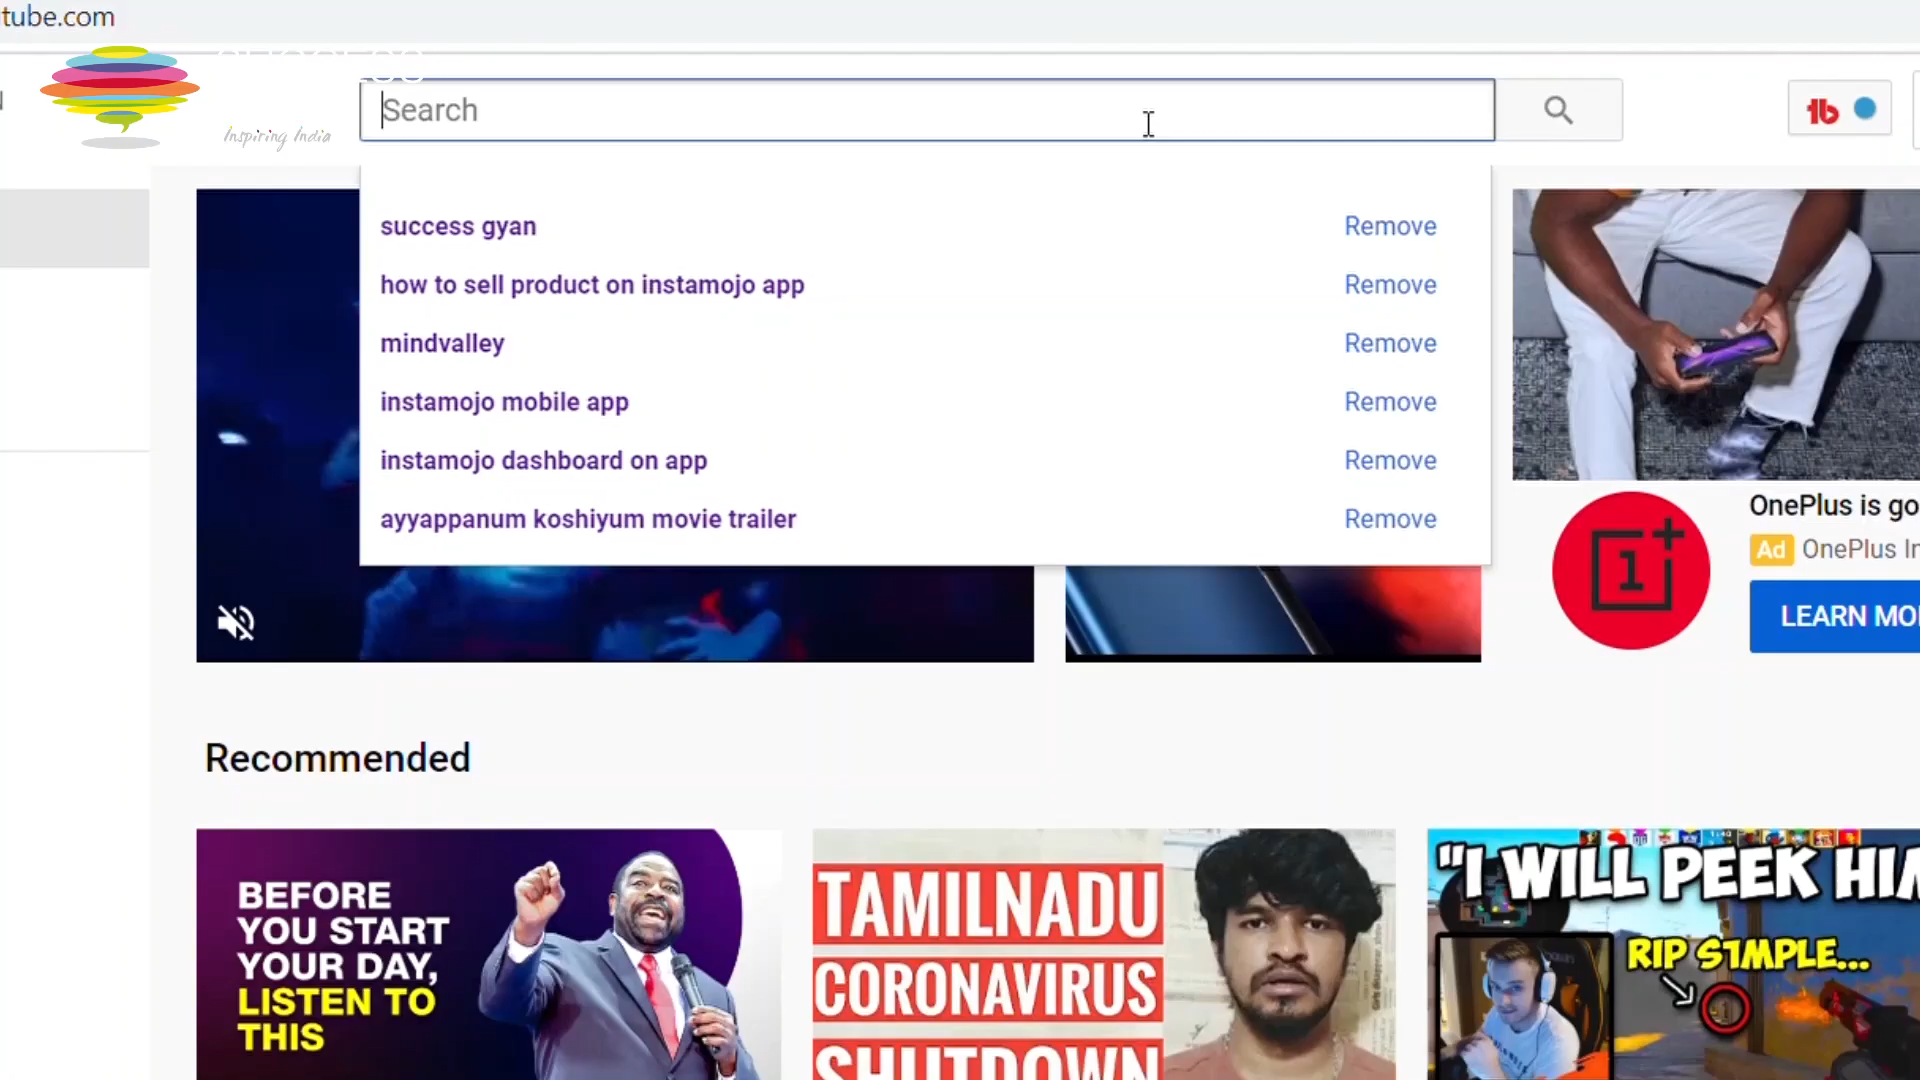 tube.com
Inspiring India
Search
success gyan Remove
how to sell product on instamojo app Remove
mindvalley Remove
instamojo mobile app Remove
instamojo dashboard on app Remove
ayyappanum koshiyum movie trailer Remove
OnePlus is go
Ad OnePlus In
LEARN MO
Recommended
BEFORE
YOU START
YOUR DAY,
LISTEN TO
THIS
TAMILNADU
CORONAVIRUS
SHUTDOWN
"I WILL PEEK HIM
RIP S1MPLE...